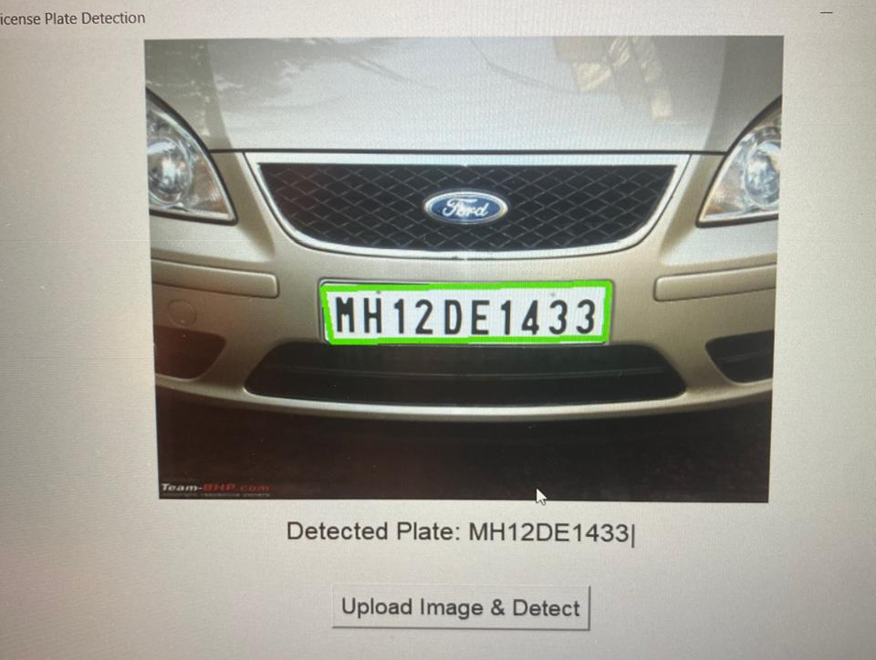 icense Plate Detection
Ford
MH12DE1433
Team-BHP.com
Detected Plate: MH12DE1433|
Upload Image & Detect